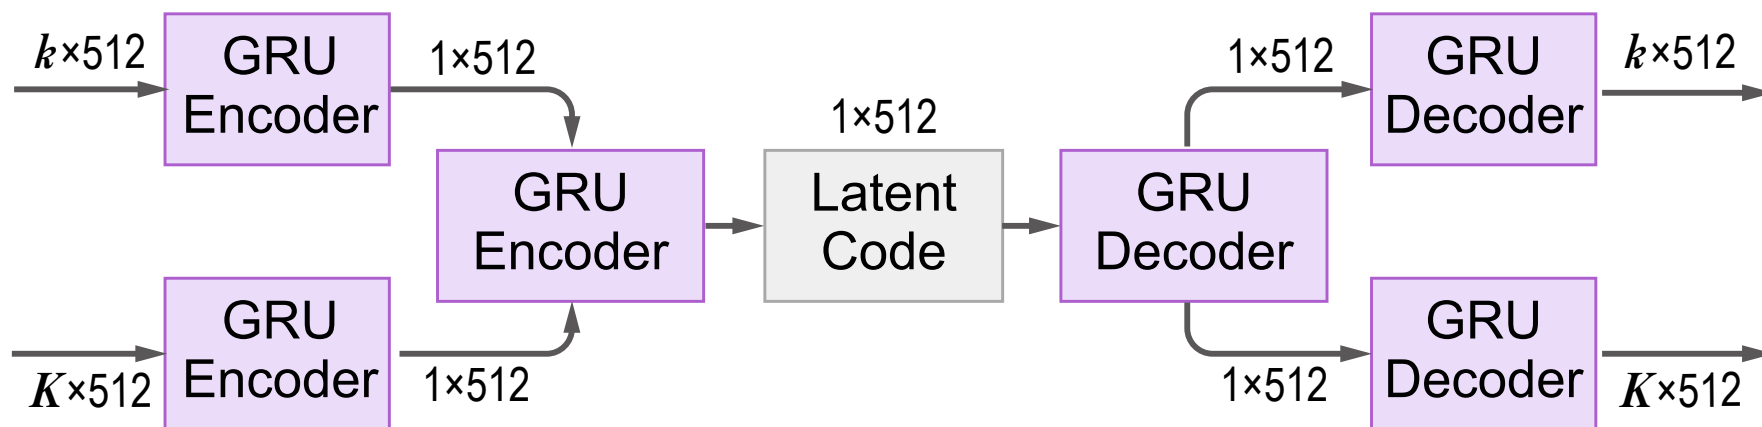 k×512
GRU
Encoder
1×512
1×512
GRU
Decoder
k×512
GRU
Encoder
1×512
Latent
Code
GRU
Decoder
K×512
GRU
Encoder
1×512
1×512
GRU
Decoder
K×512